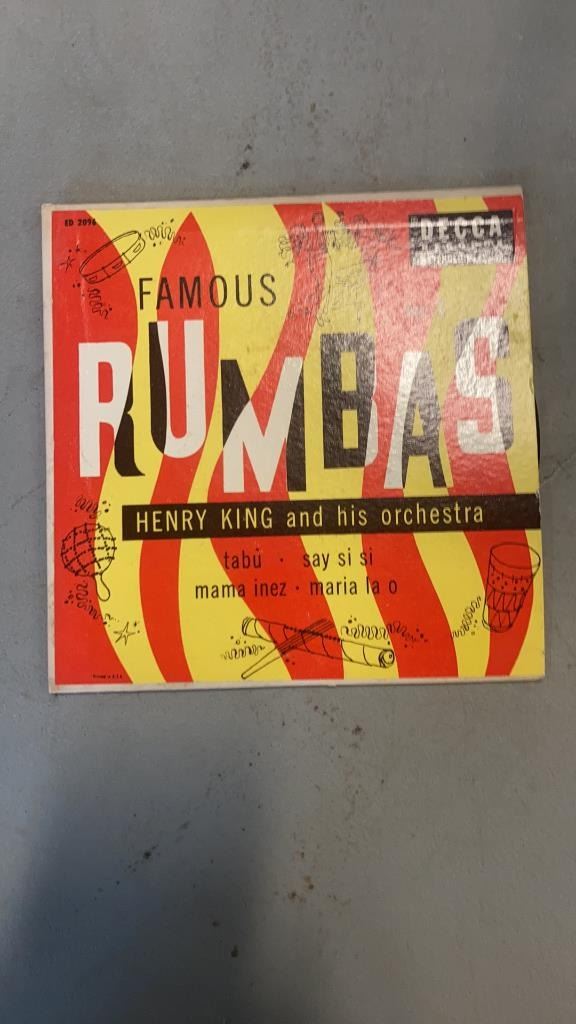 ED 2096
DECCA
FAMOUS
RUMBAS
HENRY KING and his orchestra
tabú · say si si
mama inez · maria la o